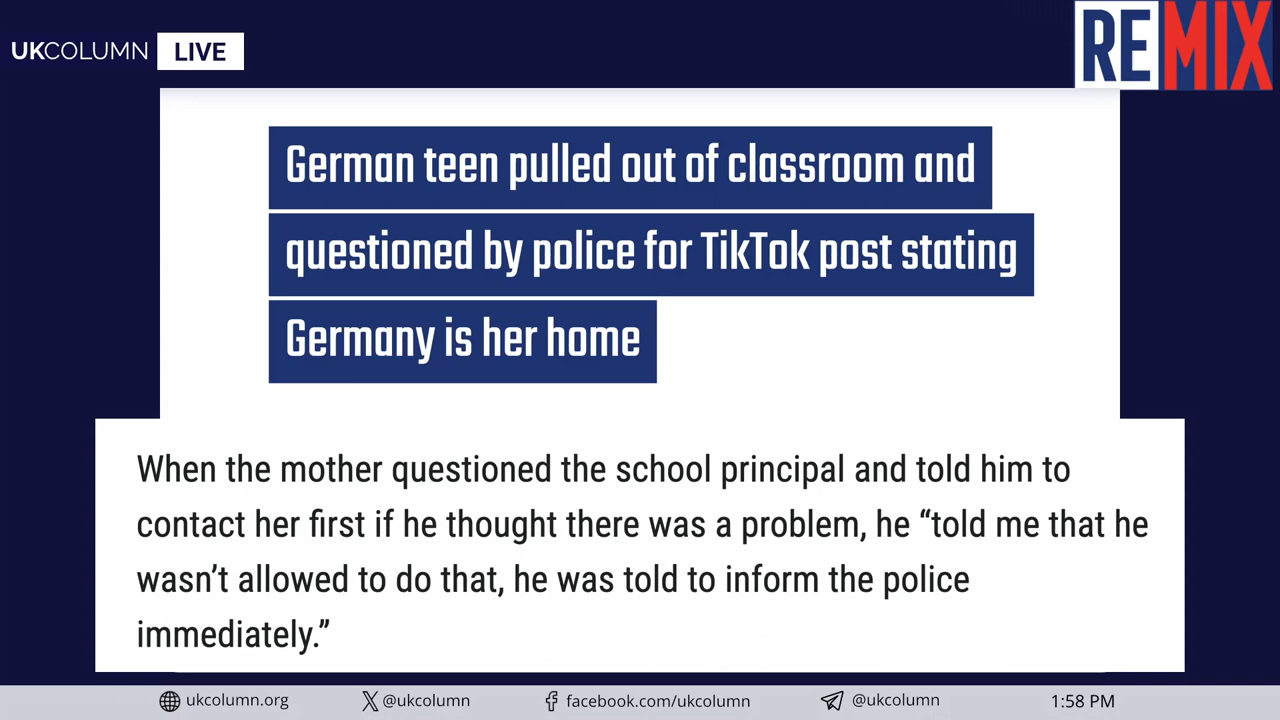 UKCOLUMN LIVE
REMIX
German teen pulled out of classroom and
questioned by police for TikTok post stating
Germany is her home
When the mother questioned the school principal and told him to
contact her first if he thought there was a problem, he “told me that he
wasn’t allowed to do that, he was told to inform the police
immediately.”
ukcolumn.org @ukcolumn facebook.com/ukcolumn @ukcolumn 1:58 PM